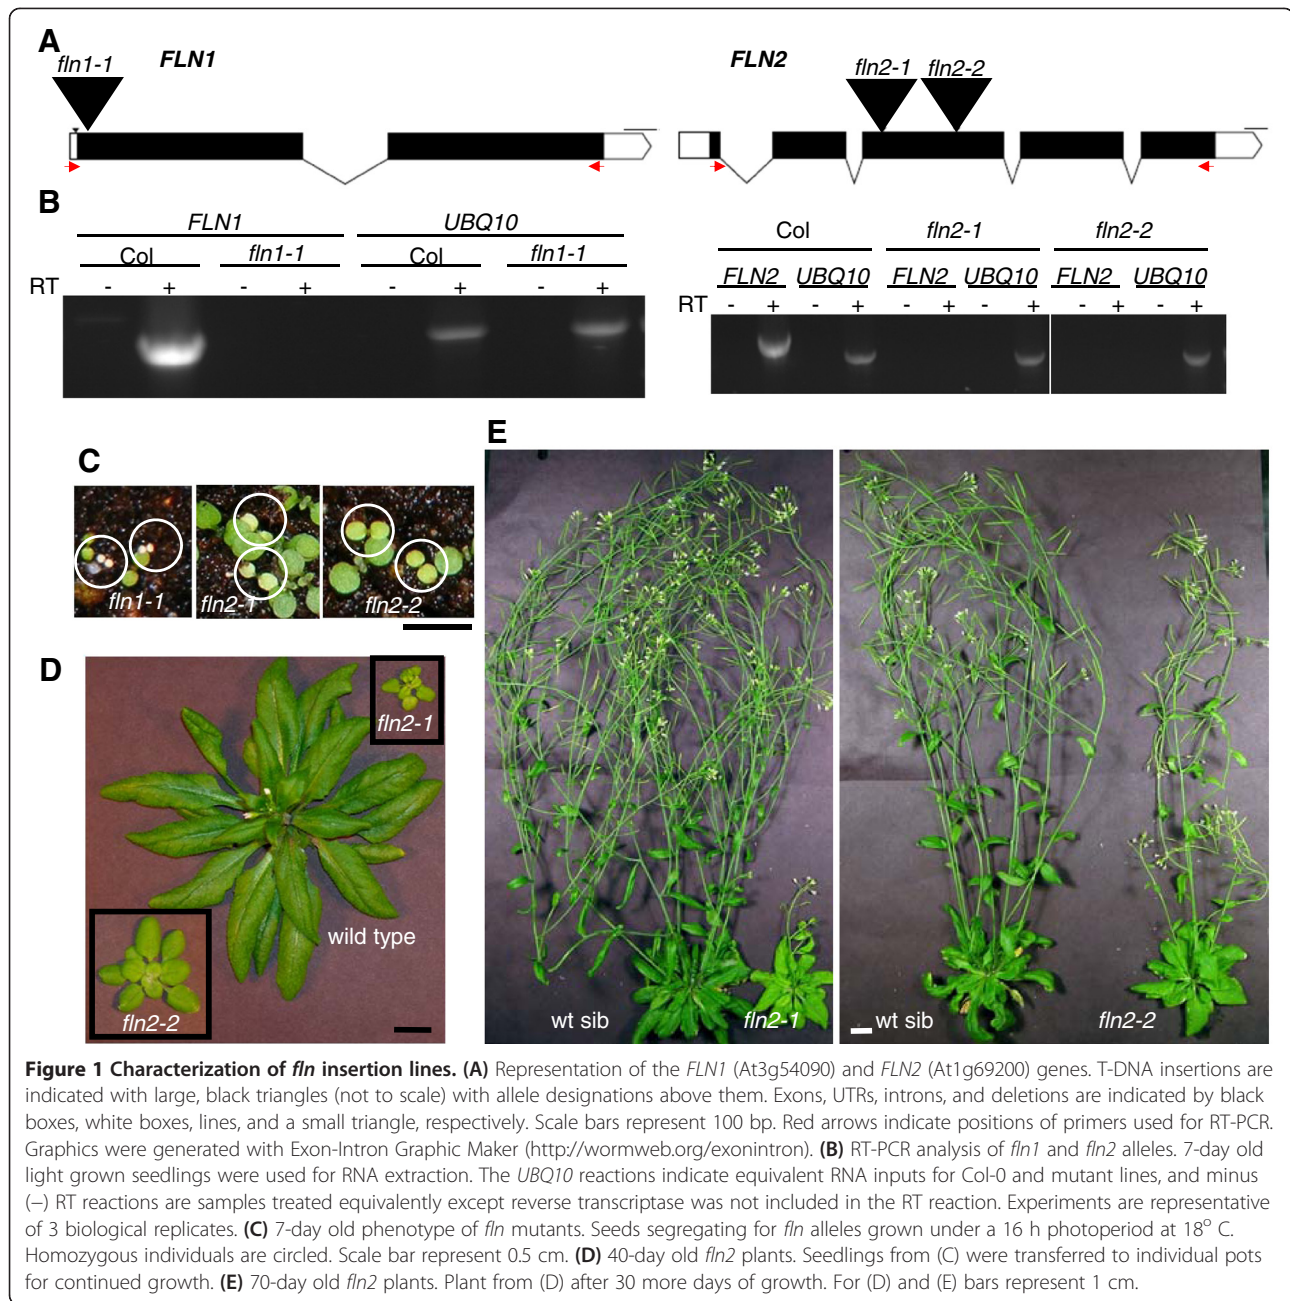 A
fln1-1
FLN1
FLN2
fln2-1
fln2-2
B
FLN1
UBQ10
Col
fln1-1
Col
fln1-1
RT - + - + - + - +
Col
fln2-1
fln2-2
FLN2 UBQ10 FLN2 UBQ10 FLN2 UBQ10
RT - + - + - + - + - + - +
C
fln1-1
fln2-1
fln2-2
D
fln2-1
wild type
fln2-2
E
wt sib
fln2-1
wt sib
fln2-2
Figure 1 Characterization of fln insertion lines. (A) Representation of the FLN1 (At3g54090) and FLN2 (At1g69200) genes. T-DNA insertions are
indicated with large, black triangles (not to scale) with allele designations above them. Exons, UTRs, introns, and deletions are indicated by black
boxes, white boxes, lines, and a small triangle, respectively. Scale bars represent 100 bp. Red arrows indicate positions of primers used for RT-PCR.
Graphics were generated with Exon-Intron Graphic Maker (http://wormweb.org/exonintron). (B) RT-PCR analysis of fln1 and fln2 alleles. 7-day old
light grown seedlings were used for RNA extraction. The UBQ10 reactions indicate equivalent RNA inputs for Col-0 and mutant lines, and minus
(−) RT reactions are samples treated equivalently except reverse transcriptase was not included in the RT reaction. Experiments are representative
of 3 biological replicates. (C) 7-day old phenotype of fln mutants. Seeds segregating for fln alleles grown under a 16 h photoperiod at 18° C.
Homozygous individuals are circled. Scale bar represent 0.5 cm. (D) 40-day old fln2 plants. Seedlings from (C) were transferred to individual pots
for continued growth. (E) 70-day old fln2 plants. Plant from (D) after 30 more days of growth. For (D) and (E) bars represent 1 cm.